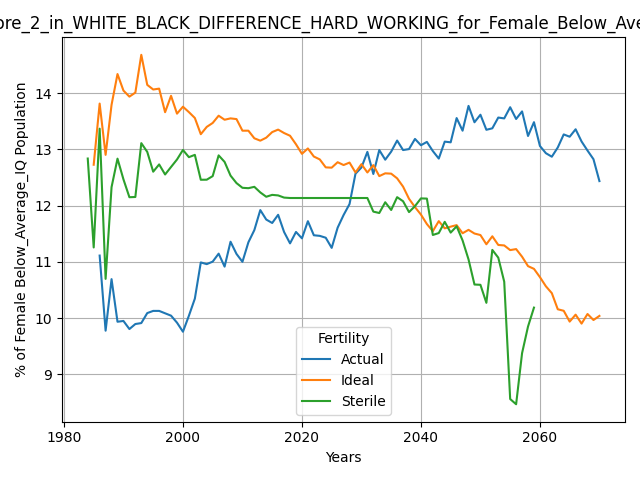 ore_2_in_WHITE_BLACK_DIFFERENCE_HARD_WORKING_for_Female_Below_Ave
% of Female Below_Average_IQ Population
14
13
12
11
10
9
1980 2000 2020 2040 2060
Years
Fertility
Actual
Ideal
Sterile